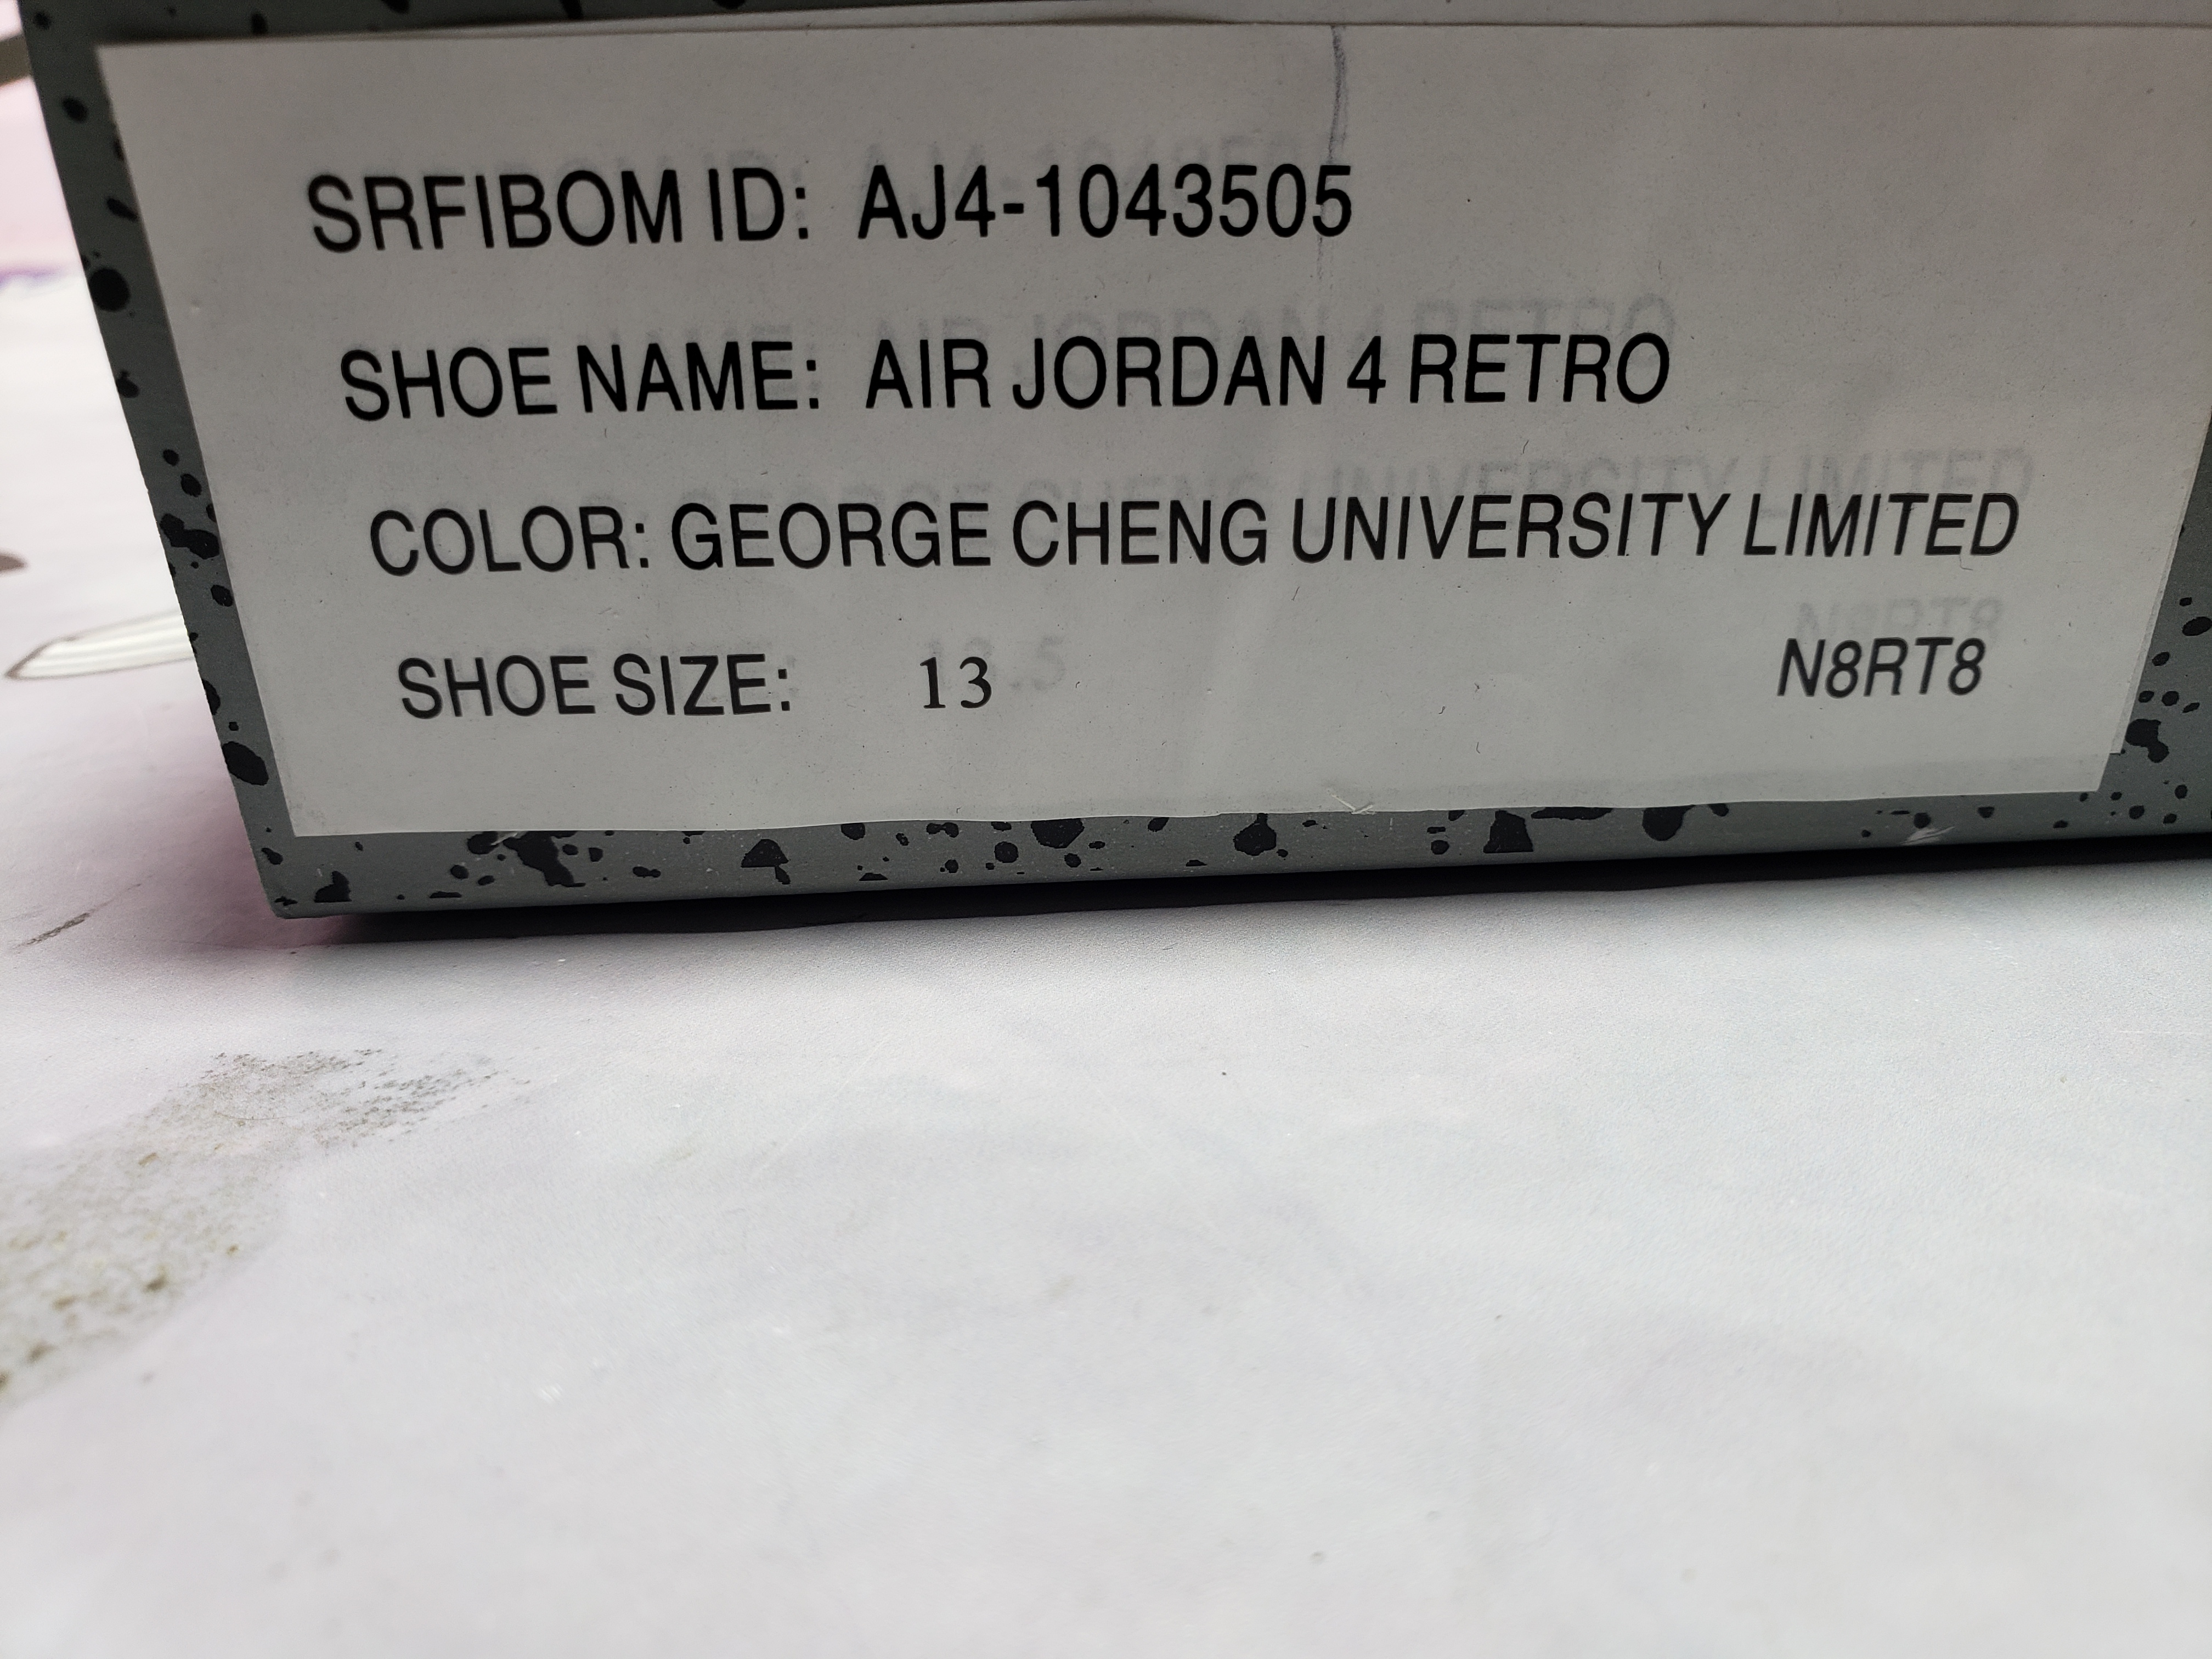 SRFIBOM ID: AJ4-1043505
SHOE NAME: AIR JORDAN 4 RETRO
COLOR: GEORGE CHENG UNIVERSITY LIMITED
SHOE SIZE: 13 N8RT8